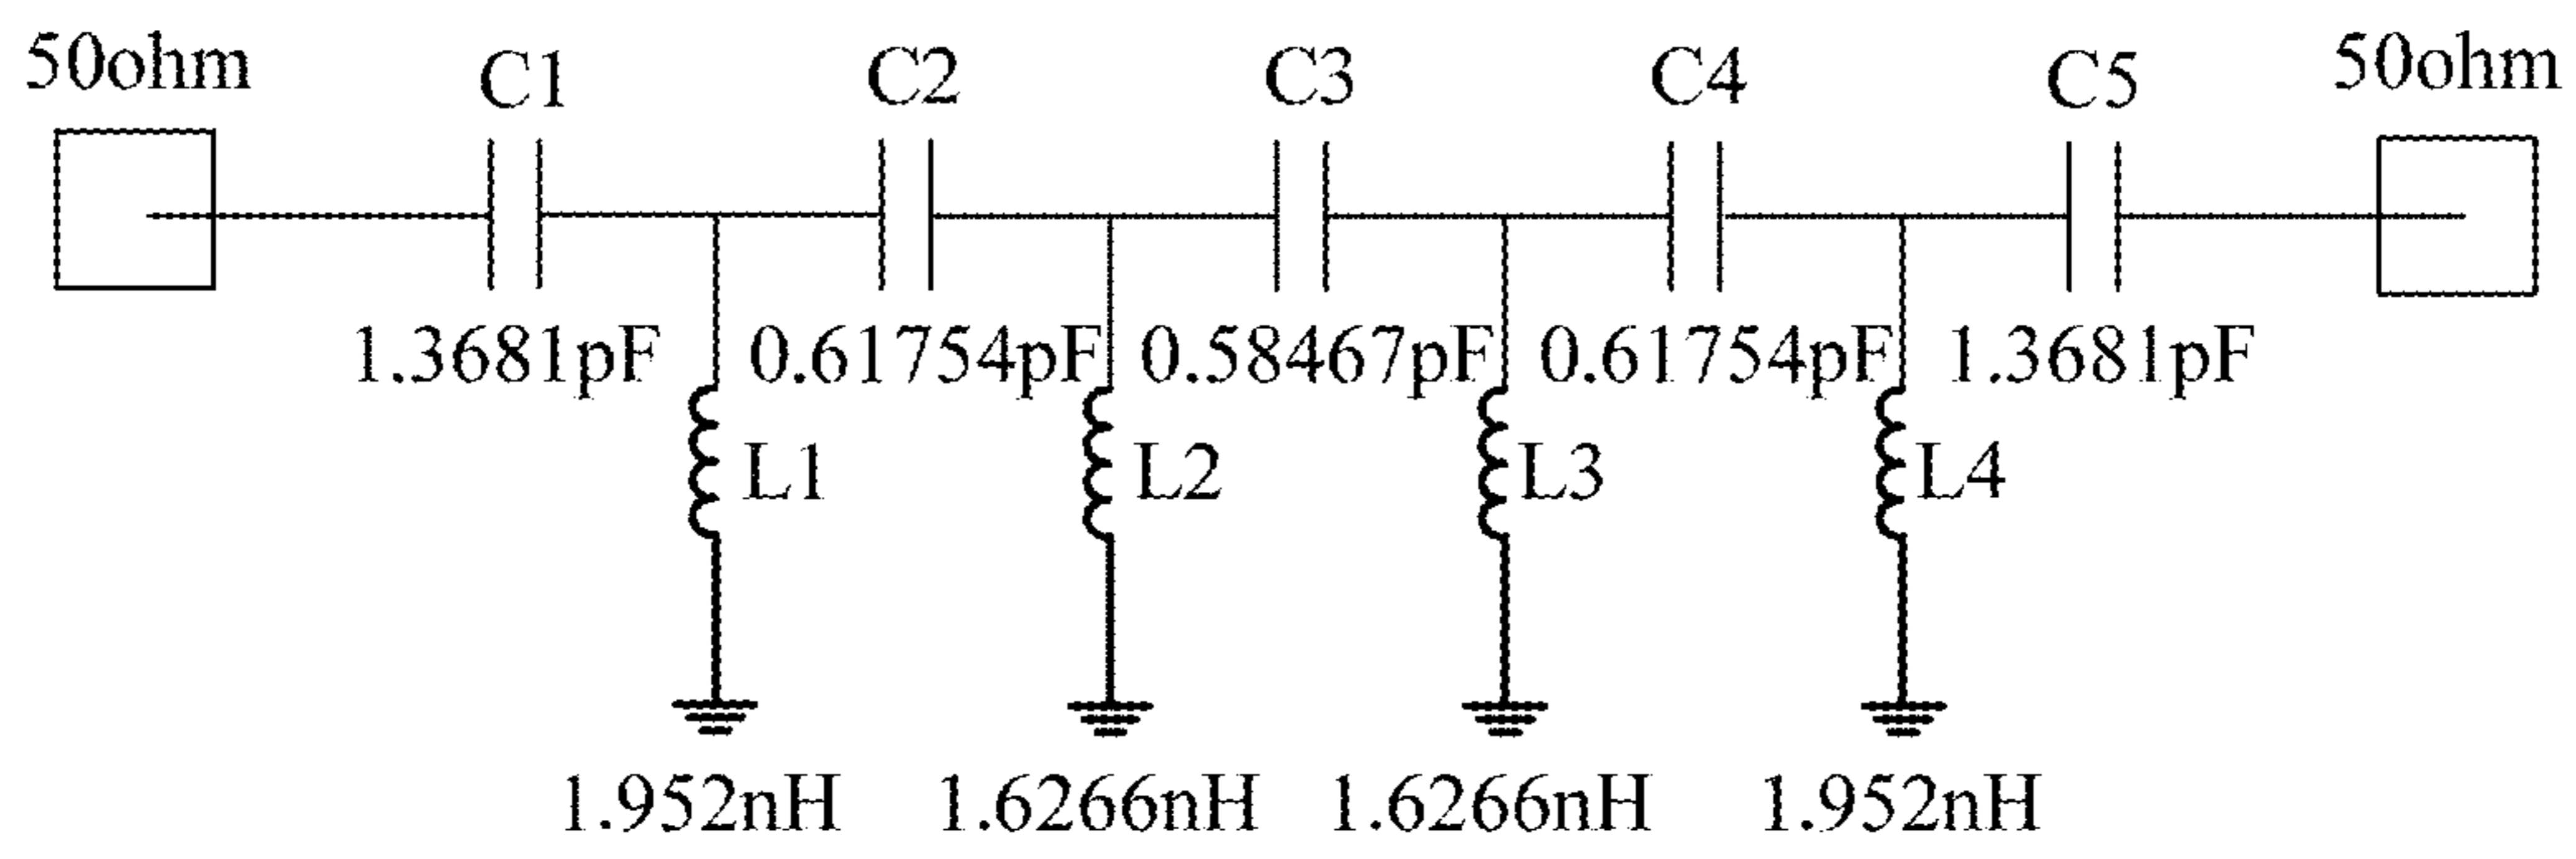 50ohm C1 C2 C3 C4 C5 50ohm
1.3681pF 0.61754pF 0.58467pF 0.61754pF 1.3681pF
L1 L2 L3 L4
1.952nH 1.6266nH 1.6266nH 1.952nH